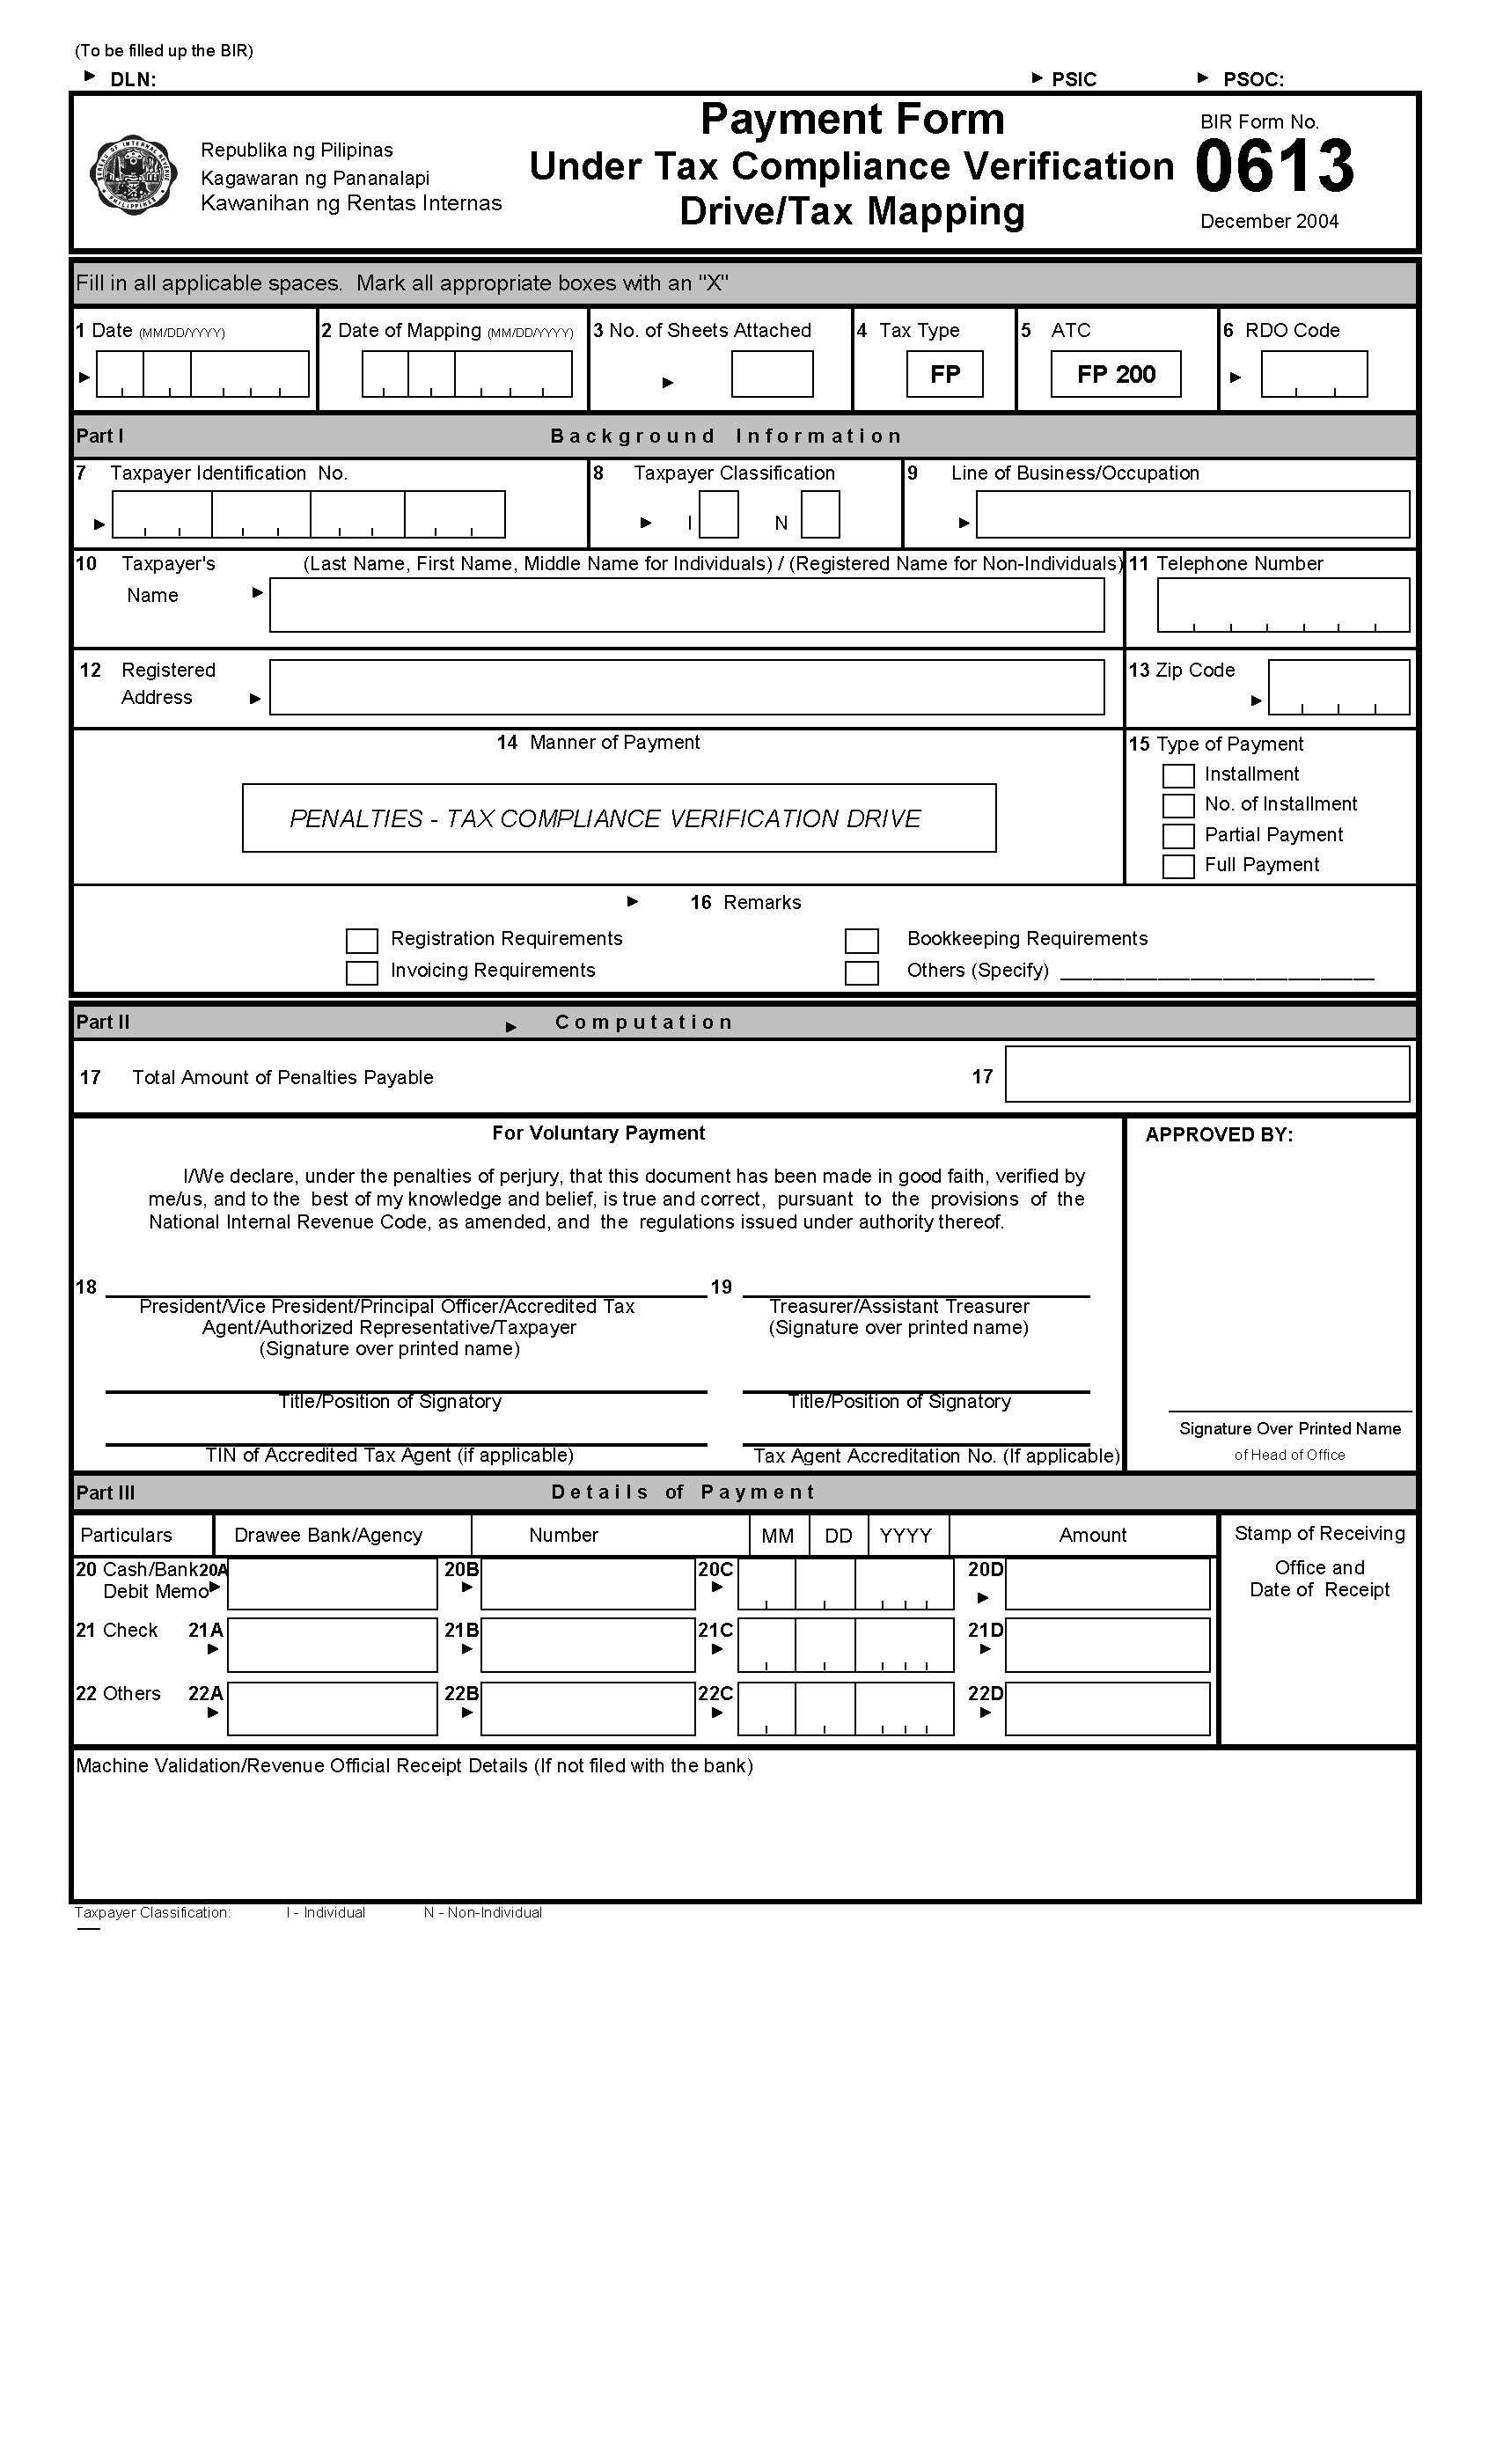 (To be filled up the BIR)
DLN: PSIC PSOC:
Republika ng Pilipinas
Kagawaran ng Pananalapi
Kawanihan ng Rentas Internas
Payment Form
Under Tax Compliance Verification
Drive/Tax Mapping
BIR Form No.
0613
December 2004
Fill in all applicable spaces. Mark all appropriate boxes with an "X"
1 Date (MM/DD/YYYY) 2 Date of Mapping (MM/DD/YYYY) 3 No. of Sheets Attached 4 Tax Type 5 ATC 6 RDO Code
FP FP 200
Part I Background Information
7 Taxpayer Identification No. 8 Taxpayer Classification 9 Line of Business/Occupation
I N
10 Taxpayer's (Last Name, First Name, Middle Name for Individuals) / (Registered Name for Non-Individuals) 11 Telephone Number
Name
12 Registered 13 Zip Code
Address
14 Manner of Payment 15 Type of Payment
Installment
PENALTIES - TAX COMPLIANCE VERIFICATION DRIVE
No. of Installment
Partial Payment
Full Payment
16 Remarks
Registration Requirements Bookkeeping Requirements
Invoicing Requirements Others (Specify)
Part II Computation
17 Total Amount of Penalties Payable 17
For Voluntary Payment APPROVED BY:
I/We declare, under the penalties of perjury, that this document has been made in good faith, verified by
me/us, and to the best of my knowledge and belief, is true and correct, pursuant to the provisions of the
National Internal Revenue Code, as amended, and the regulations issued under authority thereof.
18 19
President/Vice President/Principal Officer/Accredited Tax Treasurer/Assistant Treasurer
Agent/Authorized Representative/Taxpayer (Signature over printed name)
(Signature over printed name)
Title/Position of Signatory Title/Position of Signatory
Signature Over Printed Name
TIN of Accredited Tax Agent (if applicable) Tax Agent Accreditation No. (If applicable) of Head of Office
Part III Details of Payment
Particulars Drawee Bank/Agency Number MM DD YYYY Amount Stamp of Receiving
20 Cash/Bank 20A 20B 20C 20D Office and
Debit Memo Date of Receipt
21 Check 21A 21B 21C 21D
22 Others 22A 22B 22C 22D
Machine Validation/Revenue Official Receipt Details (If not filed with the bank)
Taxpayer Classification: I - Individual N - Non-Individual